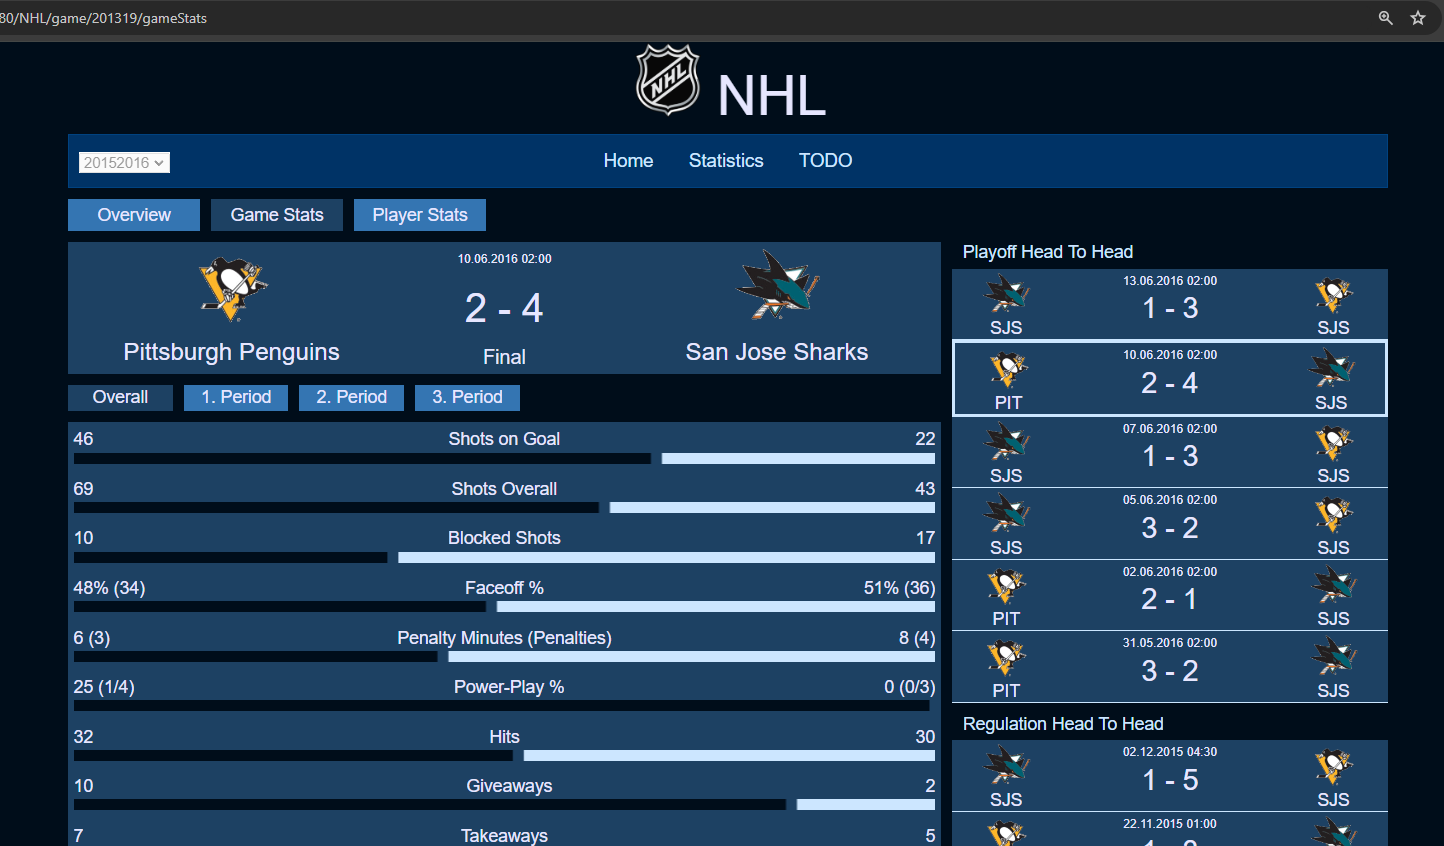 80/NHL/game/201319/gameStats
NHL NHL
20152016 Home Statistics TODO
Overview Game Stats Player Stats
10.06.2016 02:00
2 - 4
Pittsburgh Penguins Final San Jose Sharks
Overall 1. Period 2. Period 3. Period
46 Shots on Goal 22
69 Shots Overall 43
10 Blocked Shots 17
48% (34) Faceoff % 51% (36)
6 (3) Penalty Minutes (Penalties) 8 (4)
25 (1/4) Power-Play % 0 (0/3)
32 Hits 30
10 Giveaways 2
7 Takeaways 5
Playoff Head To Head
13.06.2016 02:00
1 - 3
SJS SJS
10.06.2016 02:00
2 - 4
PIT SJS
07.06.2016 02:00
1 - 3
SJS SJS
05.06.2016 02:00
3 - 2
SJS SJS
02.06.2016 02:00
2 - 1
PIT SJS
31.05.2016 02:00
3 - 2
PIT SJS
Regulation Head To Head
02.12.2015 04:30
1 - 5
SJS SJS
22.11.2015 01:00